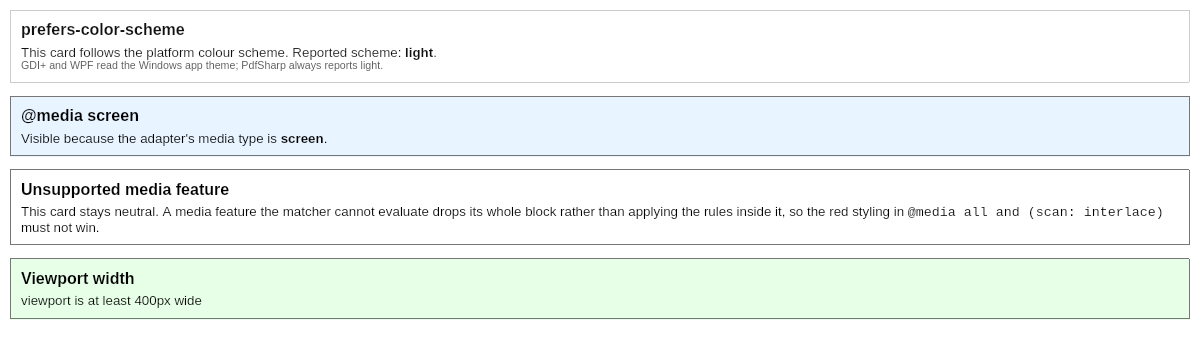 prefers-color-scheme
This card follows the platform colour scheme. Reported scheme: light.
GDI+ and WPF read the Windows app theme; PdfSharp always reports light.
@media screen
Visible because the adapter's media type is screen.
Unsupported media feature
This card stays neutral. A media feature the matcher cannot evaluate drops its whole block rather than applying the rules inside it, so the red styling in @media all and (scan: interlace)
must not win.
Viewport width
viewport is at least 400px wide